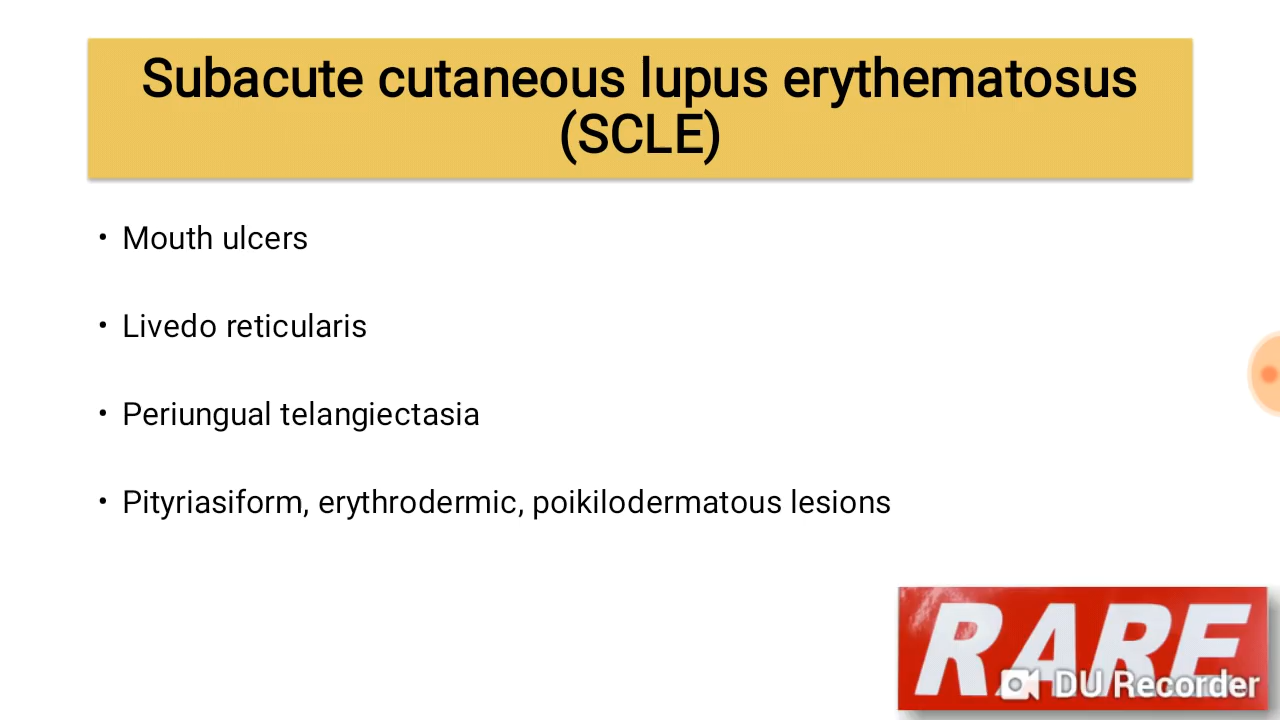 Subacute cutaneous lupus erythematosus
(SCLE)
• Mouth ulcers
• Livedo reticularis
• Periungual telangiectasia
• Pityriasiform, erythrodermic, poikilodermatous lesions
RARE
DU Recorder